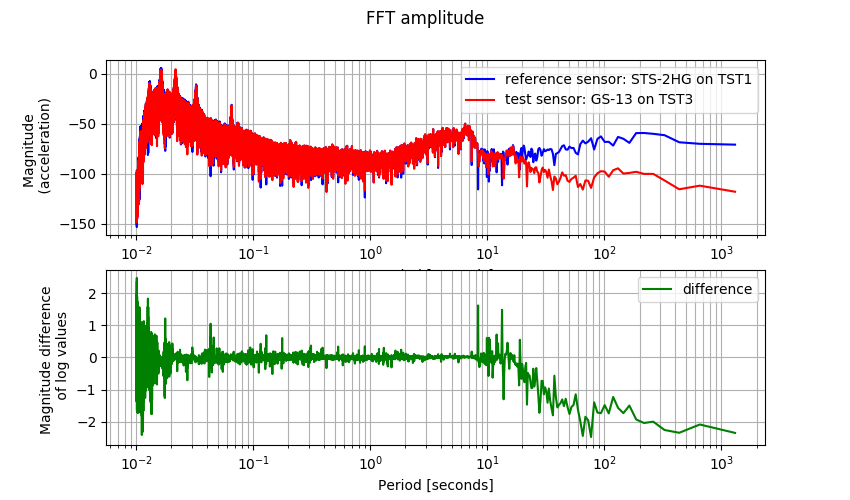 FFT amplitude
Magnitude
(acceleration)
0
−50
−100
−150
reference sensor: STS-2HG on TST1
test sensor: GS-13 on TST3
10⁻² 10⁻¹ 10⁰ 10¹ 10² 10³
Magnitude difference
of log values
2
1
0
−1
−2
difference
10⁻² 10⁻¹ 10⁰ 10¹ 10² 10³
Period [seconds]